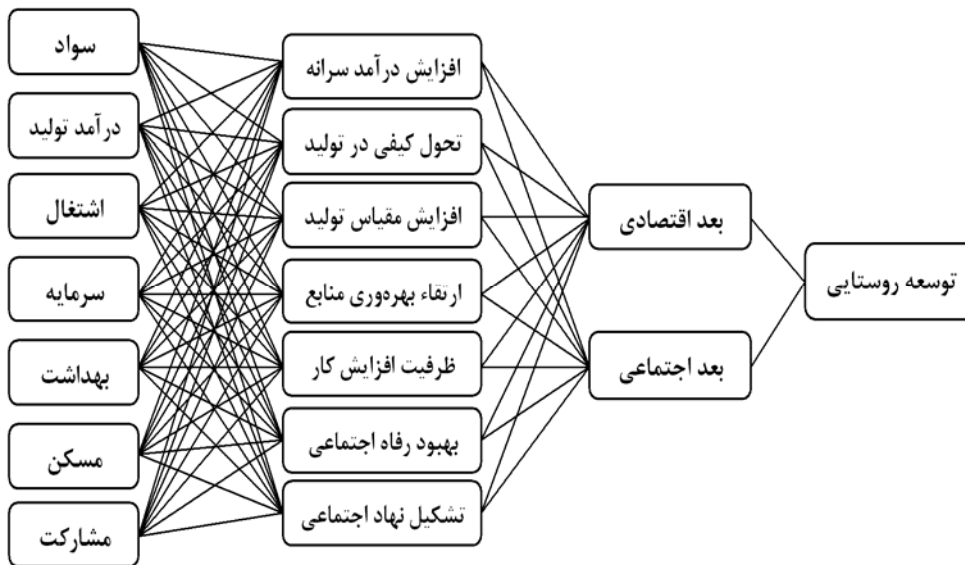 توسعه روستایی
بعد اقتصادی
بعد اجتماعی
افزایش درآمد سرانه
تحول کیفی در تولید
افزایش مقیاس تولید
ارتقاء بهره‌وری منابع
ظرفیت افزایش کار
بهبود رفاه اجتماعی
تشکیل نهاد اجتماعی
سواد
درآمد تولید
اشتغال
سرمایه
بهداشت
مسکن
مشارکت